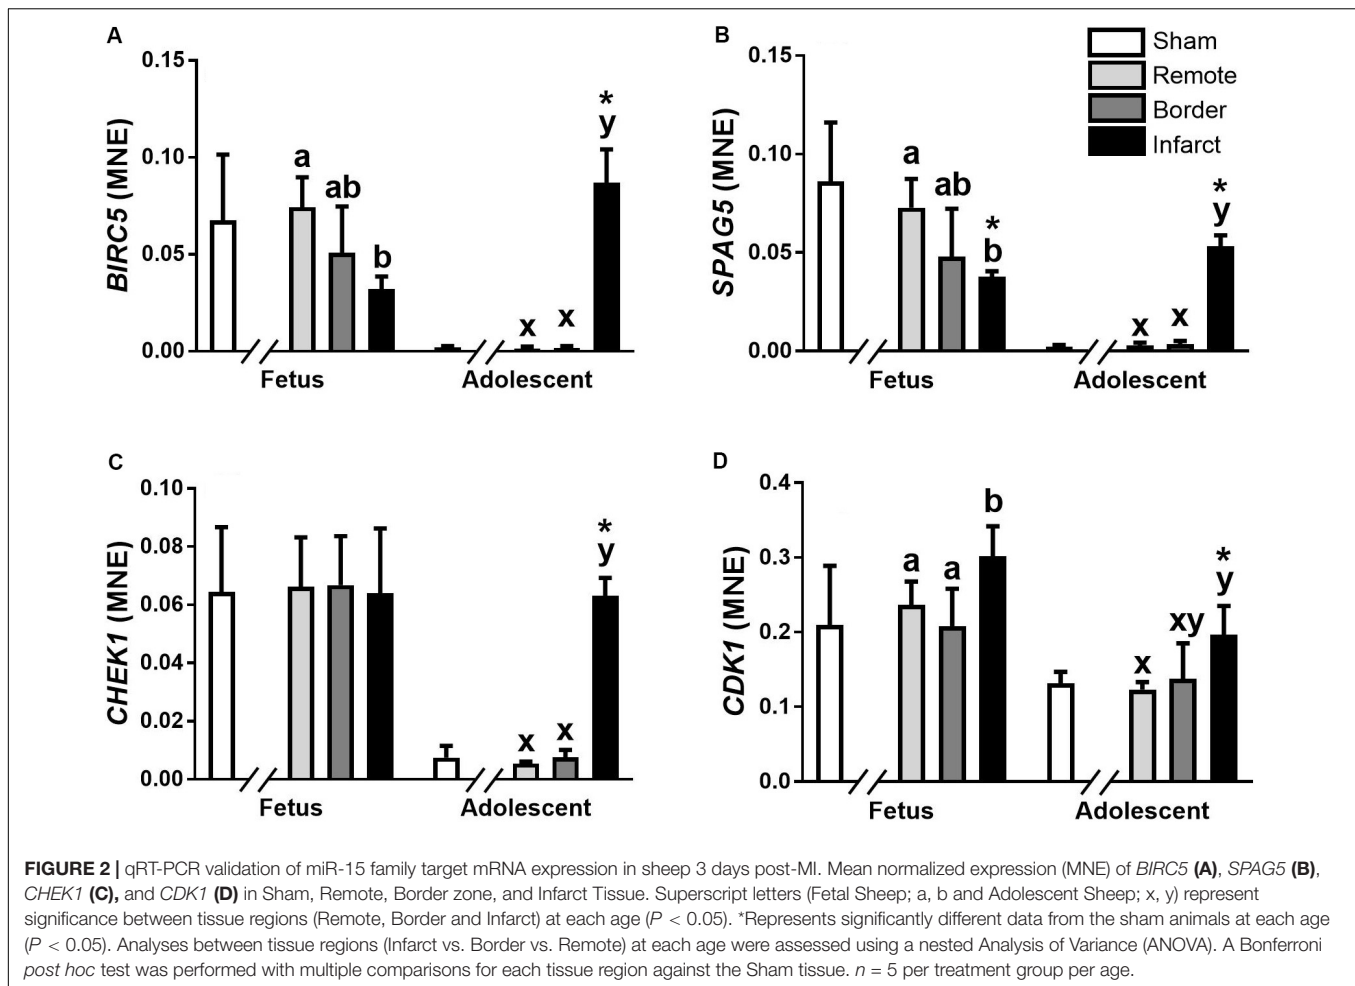 A
BIRC5 (MNE)
0.15
0.10
0.05
0.00
a
ab
b
x
x
*
y
Fetus
Adolescent
B
SPAG5 (MNE)
0.15
0.10
0.05
0.00
a
ab
*
b
x
x
*
y
Fetus
Adolescent
Sham
Remote
Border
Infarct
C
CHEK1 (MNE)
0.10
0.08
0.06
0.04
0.02
0.00
x
x
*
y
Fetus
Adolescent
D
CDK1 (MNE)
0.4
0.3
0.2
0.1
0.0
a
a
b
x
xy
*
y
Fetus
Adolescent
FIGURE 2 | qRT-PCR validation of miR-15 family target mRNA expression in sheep 3 days post-MI. Mean normalized expression (MNE) of BIRC5 (A), SPAG5 (B),
CHEK1 (C), and CDK1 (D) in Sham, Remote, Border zone, and Infarct Tissue. Superscript letters (Fetal Sheep; a, b and Adolescent Sheep; x, y) represent
significance between tissue regions (Remote, Border and Infarct) at each age (P < 0.05). *Represents significantly different data from the sham animals at each age
(P < 0.05). Analyses between tissue regions (Infarct vs. Border vs. Remote) at each age were assessed using a nested Analysis of Variance (ANOVA). A Bonferroni
post hoc test was performed with multiple comparisons for each tissue region against the Sham tissue. n = 5 per treatment group per age.